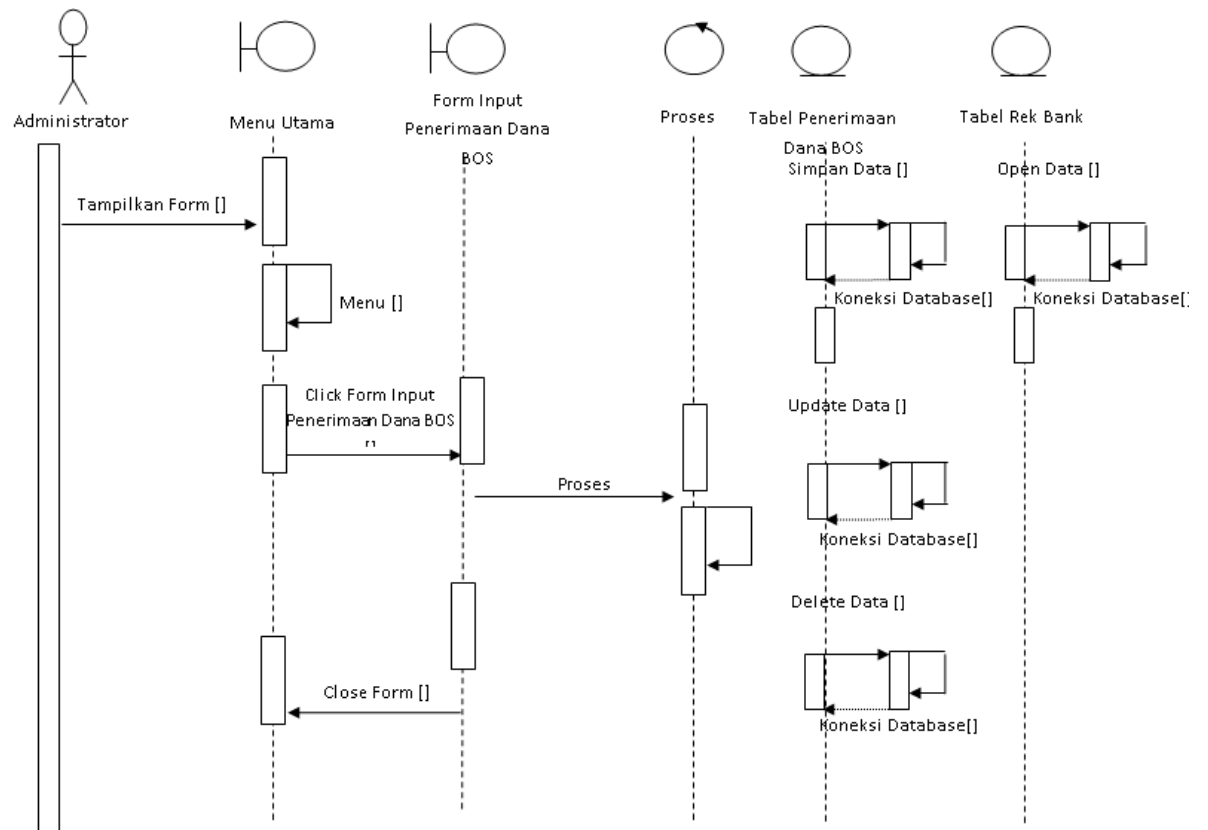 Administrator
Menu Utama
Form Input
Penerimaan Dana
BOS
Proses
Tabel Penerimaan
Dana BOS
Tabel Rek Bank
Simpan Data []
Open Data []
Tampilkan Form []
Menu []
Koneksi Database[]
Koneksi Database[]
Click Form Input
Penerimaan Dana BOS
[]
Update Data []
Proses
Koneksi Database[]
Delete Data []
Close Form []
Koneksi Database[]